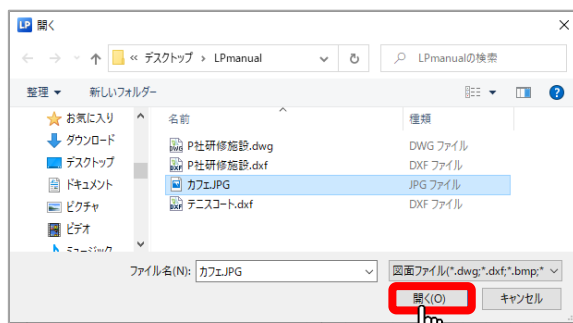 LP 開く
« デスクトップ › LPmanual
LPmanualの検索
整理 新しいフォルダー
お気に入り
ダウンロード
デスクトップ
ドキュメント
ピクチャ
ビデオ
名前 種類
DWG P社研修施設.dwg DWG ファイル
DXF P社研修施設.dxf DXF ファイル
カフェ.JPG JPG ファイル
DXF テニスコート.dxf DXF ファイル
ファイル名(N): カフェ.JPG 図面ファイル(*.dwg;*.dxf;*.bmp;*
開く(O) キャンセル